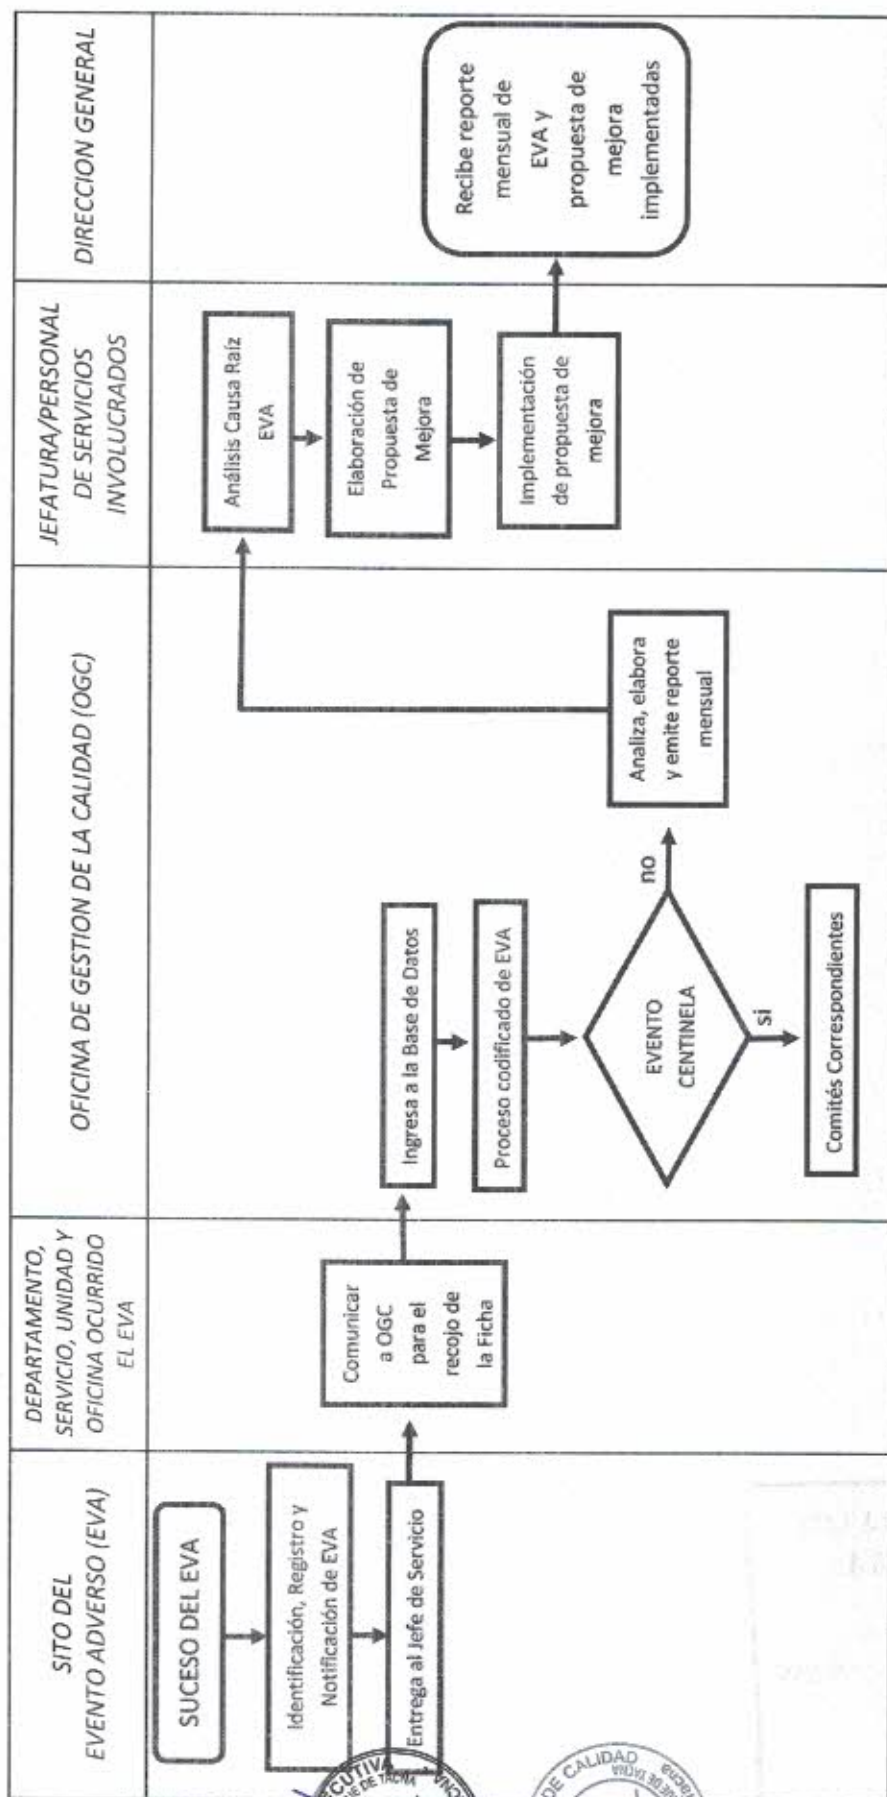 SITO DEL
EVENTO ADVERSO (EVA)
DEPARTAMENTO,
SERVICIO, UNIDAD Y
OFICINA OCURRIDO
EL EVA
OFICINA DE GESTION DE LA CALIDAD (OGC)
JEFATURA/PERSONAL
DE SERVICIOS
INVOLUCRADOS
DIRECCION GENERAL
SUCESO DEL EVA
Identificación, Registro y
Notificación de EVA
Entrega al Jefe de Servicio
Comunicar
a OGC
para el
recojo de
la Ficha
Ingresa a la Base de Datos
Proceso codificado de EVA
EVENTO
CENTINELA
no
si
Comités Correspondientes
Analiza, elabora
y emite reporte
mensual
Análisis Causa Raíz
EVA
Elaboración de
Propuesta de
Mejora
Implementación
de propuesta de
mejora
Recibe reporte
mensual de
EVA y
propuesta de
mejora
implementadas
DE CALIDAD
DE TACNA